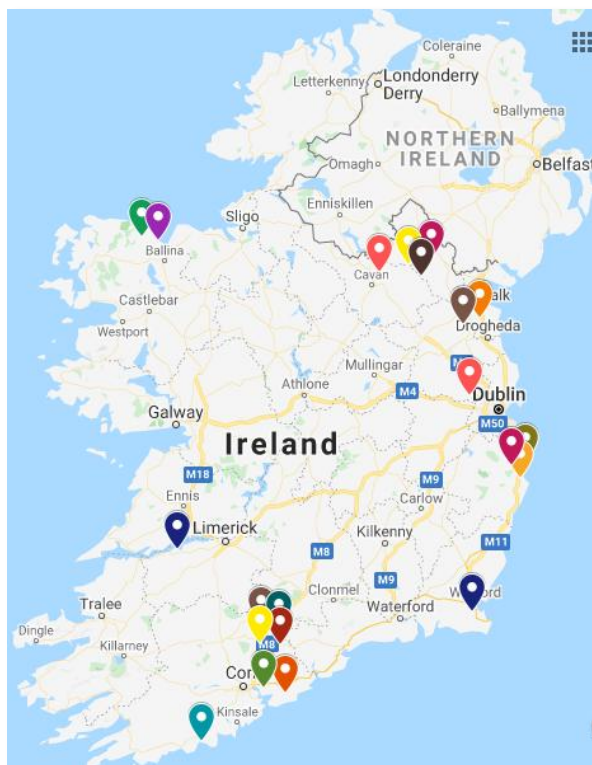 Coleraine
Londonderry
Derry
Letterkenny
Ballymena
NORTHERN
IRELAND
Omagh
Belfast
Enniskillen
Sligo
Ballina
Cavan
Castlebar
Westport
Drogheda
Mullingar
Athlone
M4
Dublin
Galway
M50
Ireland
M18
M9
Ennis
Carlow
Limerick
Kilkenny
M11
M8
Clonmel
M9
Tralee
Waterford
Dingle
Killarney
M8
Kinsale